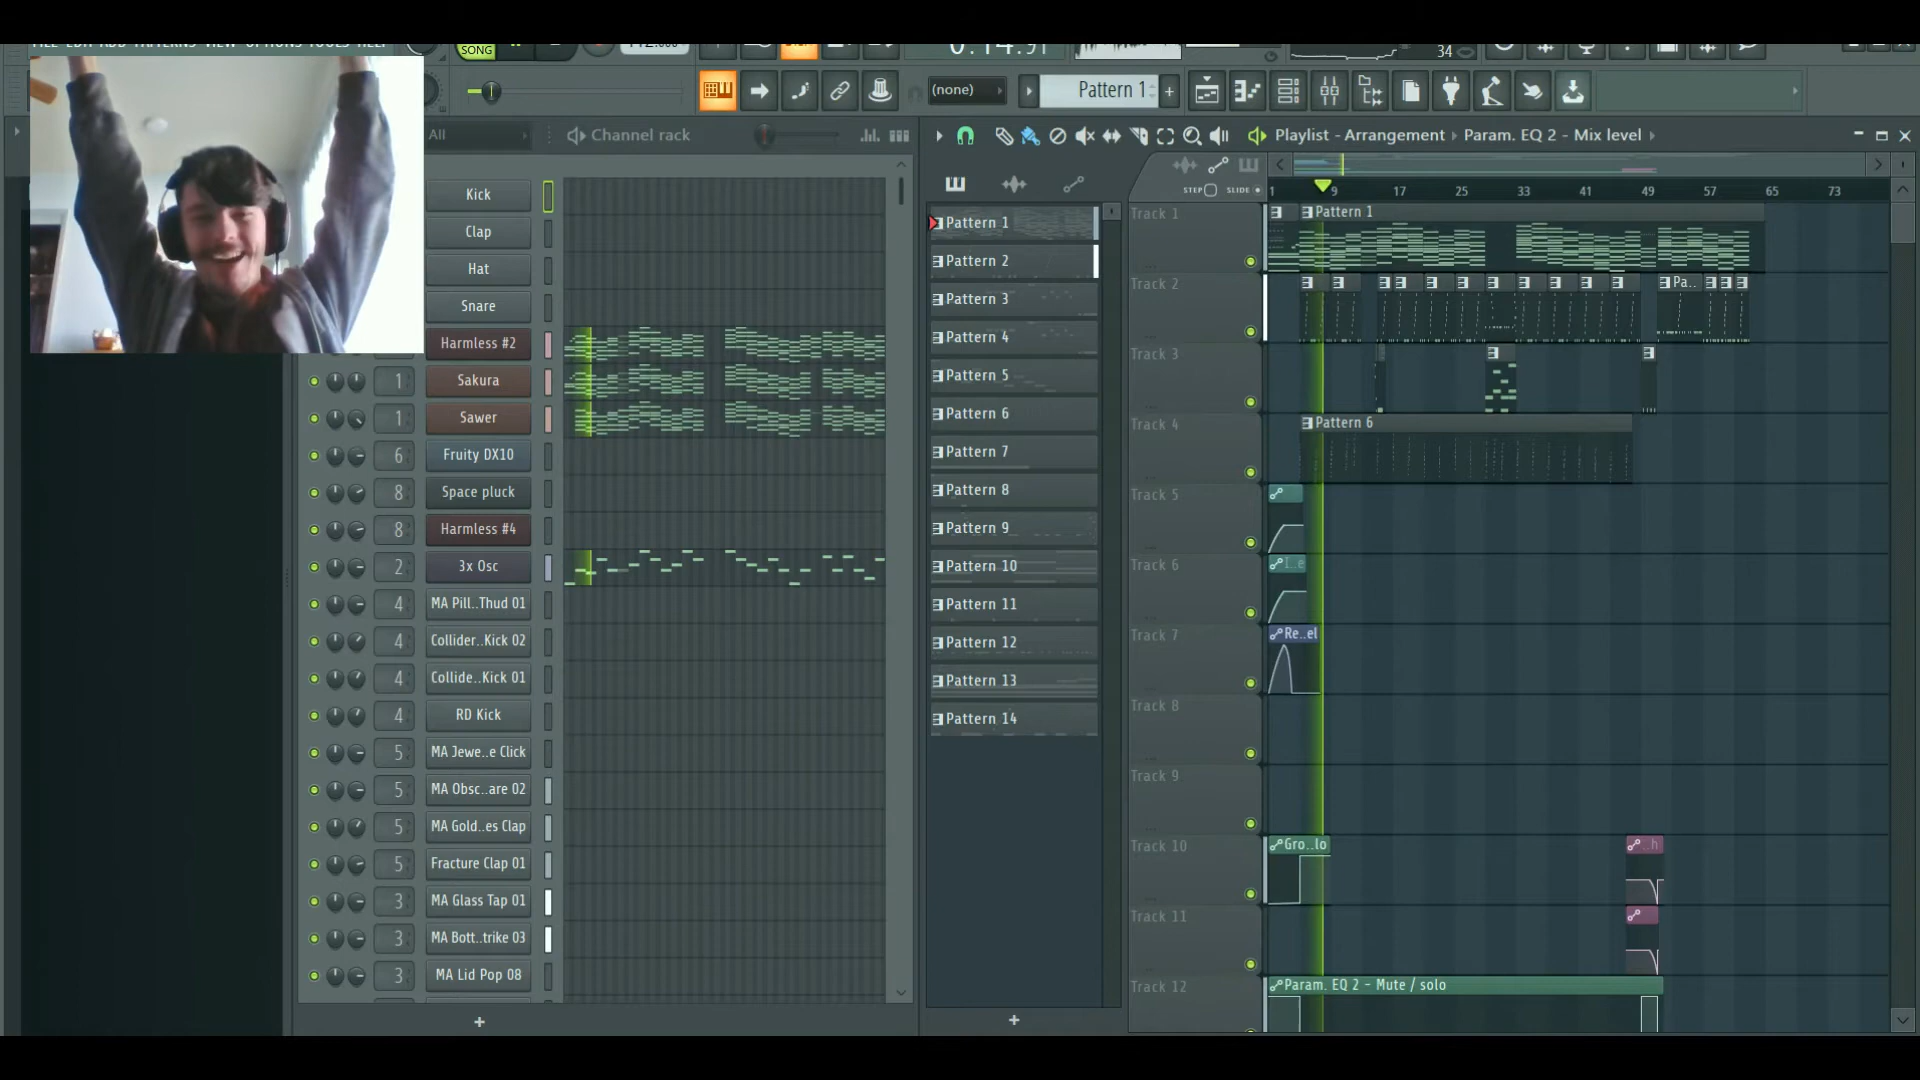 FILE EDIT ADD PATTERNS VIEW OPTIONS TOOLS HELP
SONG
34
(none)
Pattern 1
+
All
Channel rack
Playlist - Arrangement
Param. EQ 2 - Mix level
STEP
SLIDE
1
9
17
25
33
41
49
57
65
73
Kick
Clap
Hat
Snare
Harmless #2
1 Sakura
1 Sawer
6 Fruity DX10
8 Space pluck
8 Harmless #4
2 3x Osc
4 MA Pill..Thud 01
4 Collider..Kick 02
4 Collide..Kick 01
4 RD Kick
5 MA Jewe..e Click
5 MA Obsc..are 02
5 MA Gold..es Clap
5 Fracture Clap 01
3 MA Glass Tap 01
3 MA Bott..trike 03
3 MA Lid Pop 08
+
Pattern 1
Pattern 2
Pattern 3
Pattern 4
Pattern 5
Pattern 6
Pattern 7
Pattern 8
Pattern 9
Pattern 10
Pattern 11
Pattern 12
Pattern 13
Pattern 14
+
Track 1
Pattern 1
Track 2
Pa..
Track 3
Track 4
Pattern 6
Track 5
Track 6
I..e
Track 7
Re..el
Track 8
Track 9
Track 10
Gro..lo
..h
Track 11
Track 12
Param. EQ 2 - Mute / solo